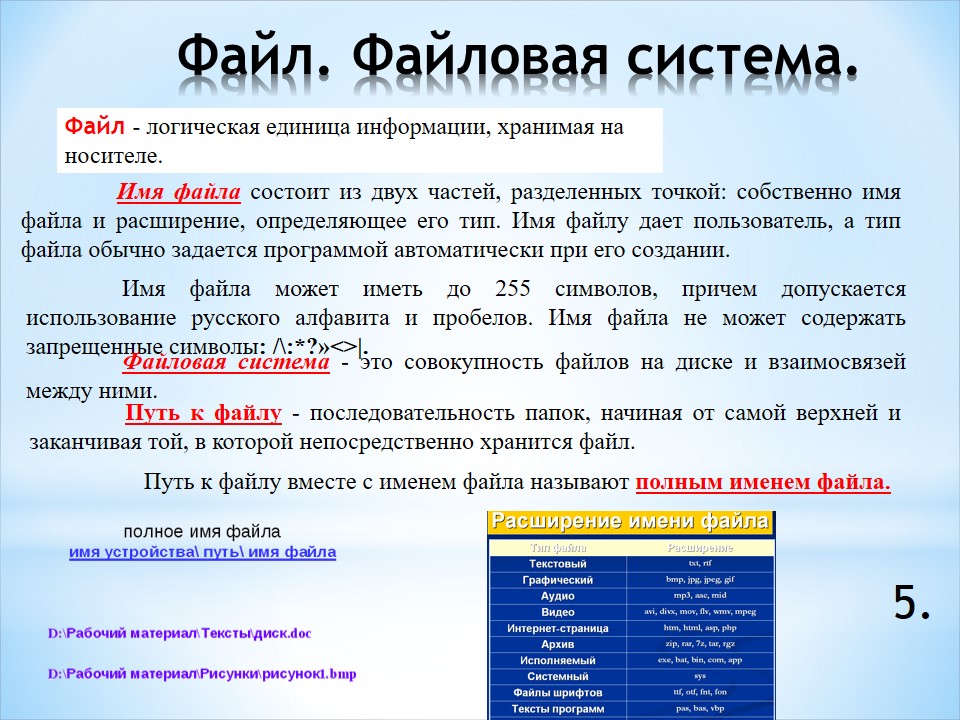 Файл. Файловая система.
Файл - логическая единица информации, хранимая на
носителе.
Имя файла состоит из двух частей, разделенных точкой: собственно имя
файла и расширение, определяющее его тип. Имя файлу дает пользователь, а тип
файла обычно задается программой автоматически при его создании.
Имя файла может иметь до 255 символов, причем допускается
использование русского алфавита и пробелов. Имя файла не может содержать
запрещенные символы: /\:*?»<>|.
Файловая система - это совокупность файлов на диске и взаимосвязей
между ними.
Путь к файлу - последовательность папок, начиная от самой верхней и
заканчивая той, в которой непосредственно хранится файл.
Путь к файлу вместе с именем файла называют полным именем файла.
полное имя файла
имя устройства\ путь\ имя файла
D:\Рабочий материал\Тексты\диск.doc
D:\Рабочий материал\Рисунки\рисунок1.bmp
Расширение имени файла
Тип файла Расширение
Текстовый txt, rtf
Графический bmp, jpg, jpeg, gif
Аудио mp3, aac, mid
Видео avi, divx, mov, flv, wmv, mpeg
Интернет-страница htm, html, asp, php
Архив zip, rar, 7z, tar, rgz
Исполняемый exe, bat, bin, com, app
Системный sys
Файлы шрифтов ttf, otf, fnt, fon
Тексты программ pas, bas, vbp
5.